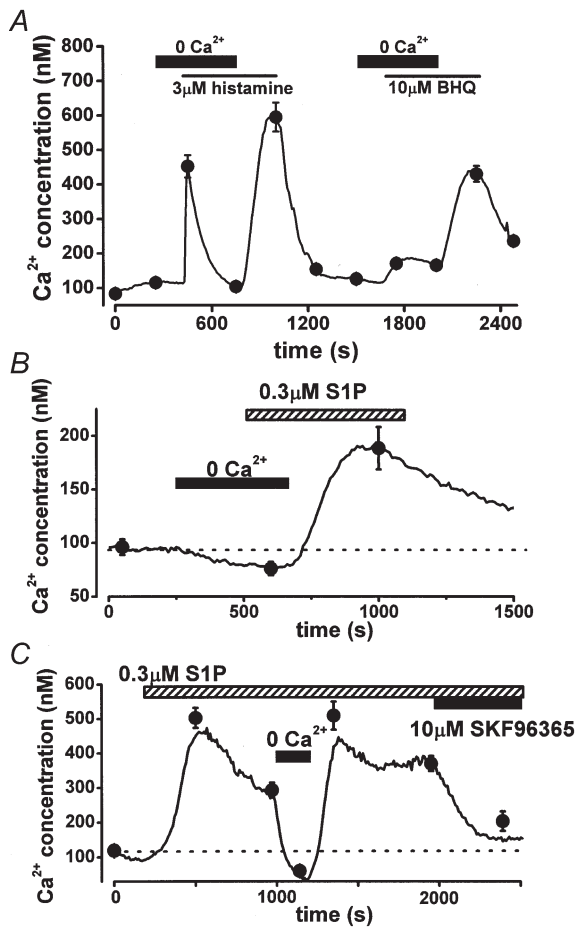 A
Ca2+ concentration (nM)
800
700
600
500
400
300
200
100
0 Ca2+
0 Ca2+
3μM histamine
10μM BHQ
0
600
1200
1800
2400
time (s)
B
Ca2+ concentration (nM)
0.3μM S1P
200
150
100
50
0 Ca2+
0
500
1000
1500
time (s)
C
Ca2+ concentration (nM)
600
500
400
300
200
100
0.3μM S1P
0 Ca2+
10μM SKF96365
0
1000
2000
time (s)